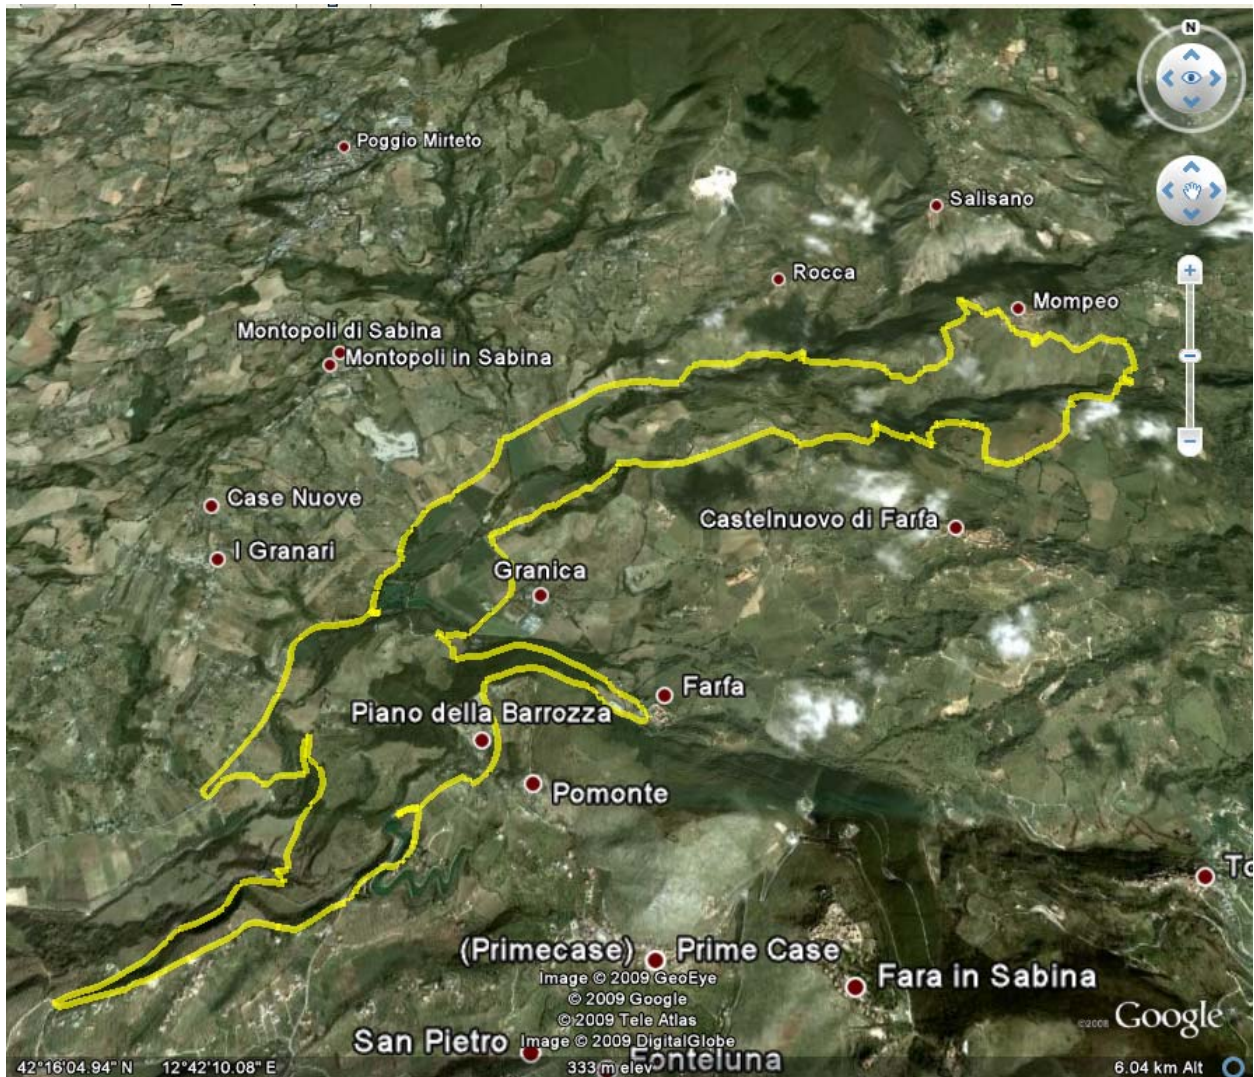 N
Poggio Mirteto
Salisano
Rocca
Mompeo
Montopoli di Sabina
Montopoli in Sabina
Case Nuove
Castelnuovo di Farfa
I Granari
Granica
Farfa
Piano della Barrozza
Pomonte
To
(Primecase) Prime Case
Fara in Sabina
Image © 2009 GeoEye
© 2009 Google
© 2009 Tele Atlas
Image © 2009 DigitalGlobe
©2008 Google
San Pietro
Fonteluna
42°16'04.94" N 12°42'10.08" E 333 m elev 6.04 km Alt